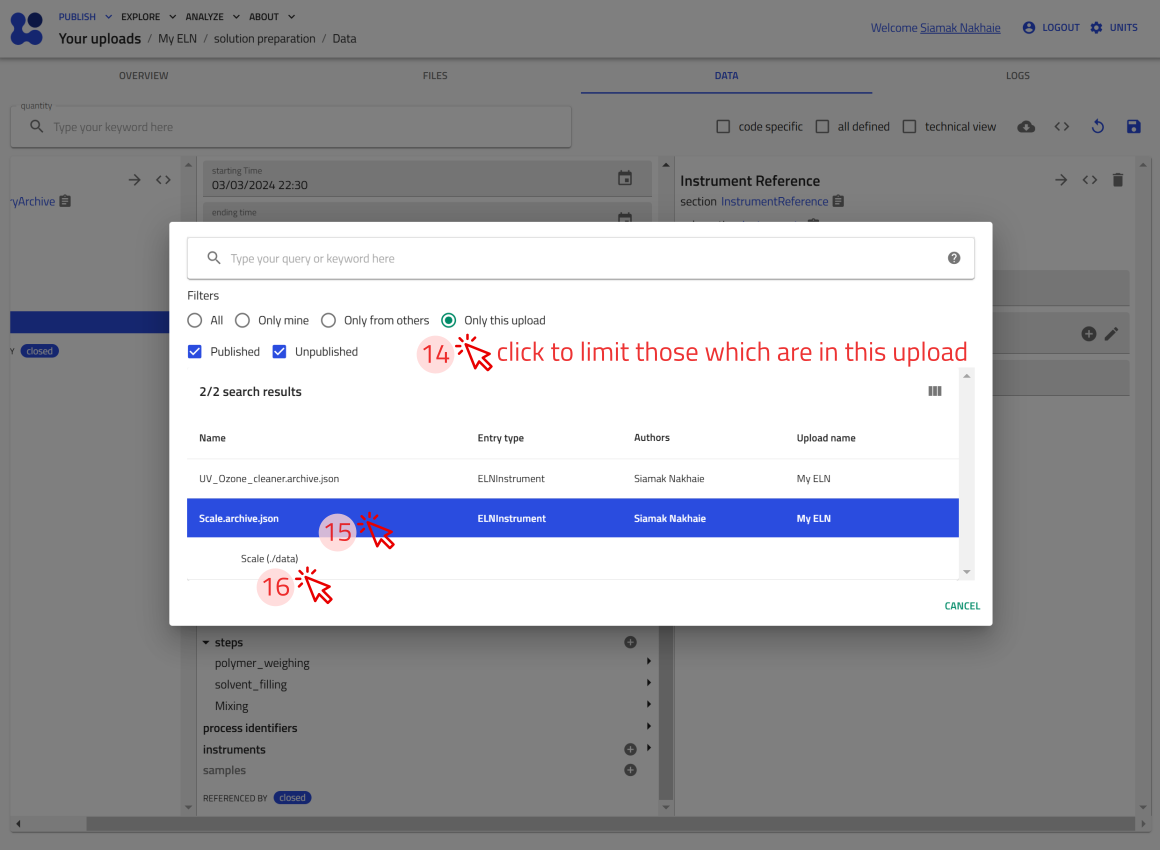 PUBLISH EXPLORE ANALYZE ABOUT
Your uploads / My ELN / solution preparation / Data
Welcome Siamak Nakhaie LOGOUT UNITS
OVERVIEW FILES DATA LOGS
quantity
Type your keyword here
code specific all defined technical view
starting Time
03/03/2024 22:30
ending time
yArchive
Instrument Reference
section InstrumentReference
Type your query or keyword here
Filters
All Only mine Only from others Only this upload
Published Unpublished
14 click to limit those which are in this upload
2/2 search results
Name Entry type Authors Upload name
UV_Ozone_cleaner.archive.json ELNInstrument Siamak Nakhaie My ELN
Scale.archive.json ELNInstrument Siamak Nakhaie My ELN
15
Scale (./data)
16
CANCEL
Y closed
steps
polymer_weighing
solvent_filling
Mixing
process identifiers
instruments
samples
REFERENCED BY closed